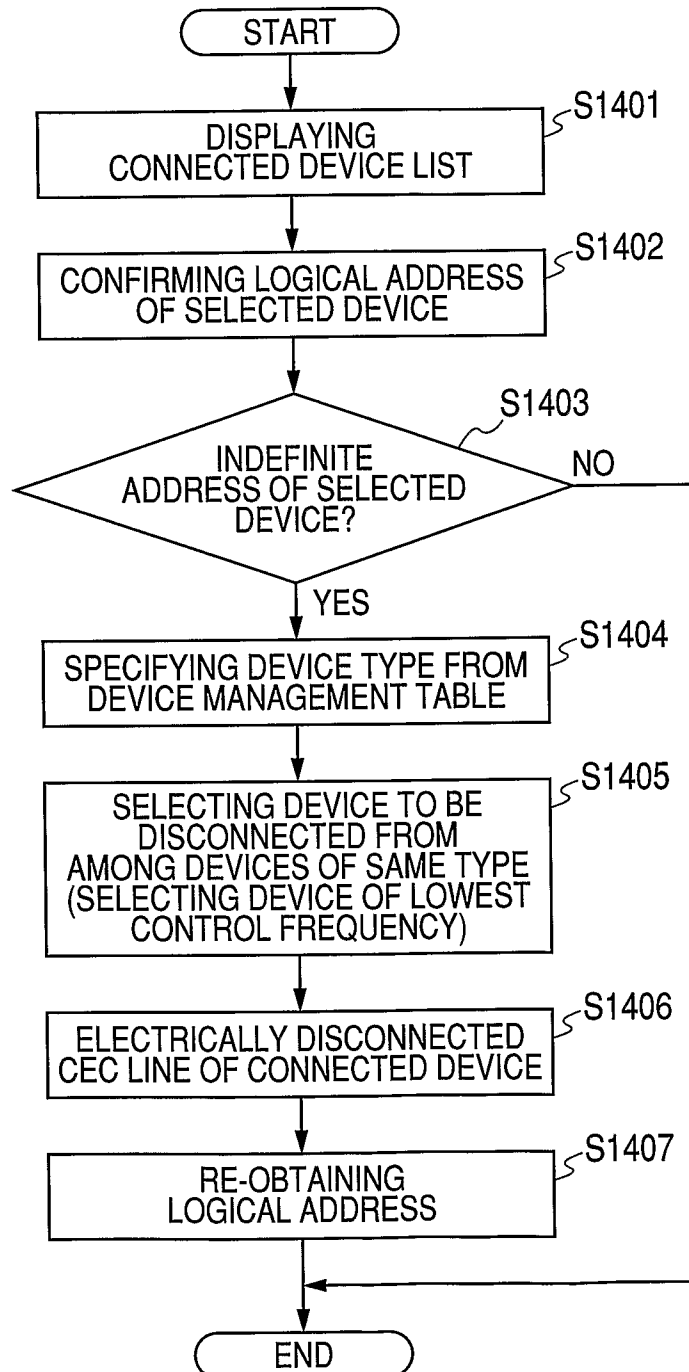 START
S1401
DISPLAYING
CONNECTED DEVICE LIST
S1402
CONFIRMING LOGICAL ADDRESS
OF SELECTED DEVICE
S1403
INDEFINITE
ADDRESS OF SELECTED
DEVICE?
NO
YES
S1404
SPECIFYING DEVICE TYPE FROM
DEVICE MANAGEMENT TABLE
S1405
SELECTING DEVICE TO BE
DISCONNECTED FROM
AMONG DEVICES OF SAME TYPE
(SELECTING DEVICE OF LOWEST
CONTROL FREQUENCY)
S1406
ELECTRICALLY DISCONNECTED
CEC LINE OF CONNECTED DEVICE
S1407
RE-OBTAINING
LOGICAL ADDRESS
END